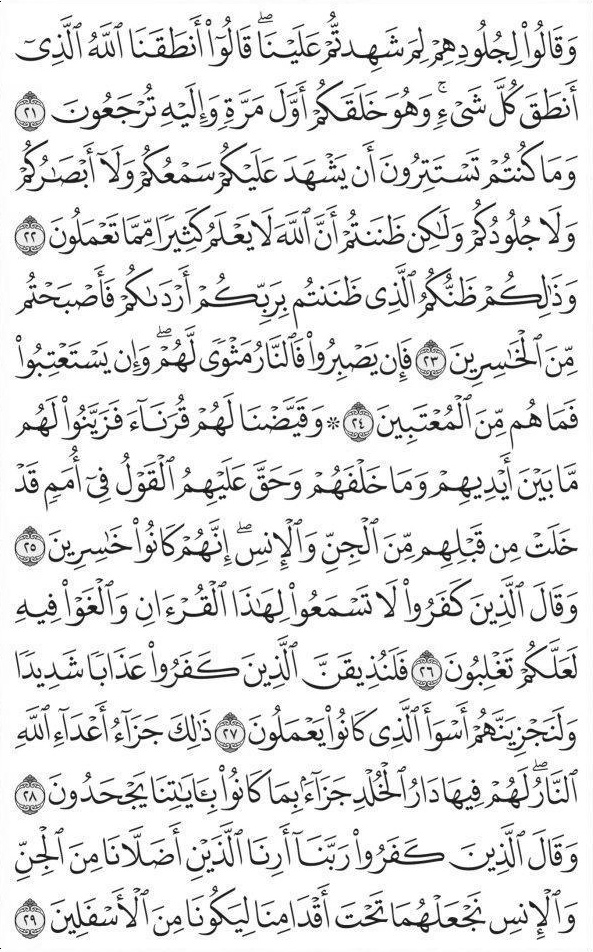 وَقَالُوا۟ لِجُلُودِهِمْ لِمَ شَهِدتُّمْ عَلَيْنَا ۖ قَالُوٓا۟ أَنطَقَنَا ٱللَّهُ ٱلَّذِىٓ
أَنطَقَ كُلَّ شَىْءٍ ۚ وَهُوَ خَلَقَكُمْ أَوَّلَ مَرَّةٍ وَإِلَيْهِ تُرْجَعُونَ ٢١
وَمَا كُنتُمْ تَسْتَتِرُونَ أَن يَشْهَدَ عَلَيْكُمْ سَمْعُكُمْ وَلَآ أَبْصَٰرُكُمْ
وَلَا جُلُودُكُمْ وَلَٰكِن ظَنَنتُمْ أَنَّ ٱللَّهَ لَا يَعْلَمُ كَثِيرًا مِّمَّا تَعْمَلُونَ ٢٢
وَذَٰلِكُمْ ظَنُّكُمُ ٱلَّذِى ظَنَنتُم بِرَبِّكُمْ أَرْدَىٰكُمْ فَأَصْبَحْتُم
مِّنَ ٱلْخَٰسِرِينَ ٢٣ فَإِن يَصْبِرُوا۟ فَٱلنَّارُ مَثْوًى لَّهُمْ ۖ وَإِن يَسْتَعْتِبُوا۟
فَمَا هُم مِّنَ ٱلْمُعْتَبِينَ ٢٤ ۞ وَقَيَّضْنَا لَهُمْ قُرَنَآءَ فَزَيَّنُوا۟ لَهُم
مَّا بَيْنَ أَيْدِيهِمْ وَمَا خَلْفَهُمْ وَحَقَّ عَلَيْهِمُ ٱلْقَوْلُ فِىٓ أُمَمٍ قَدْ
خَلَتْ مِن قَبْلِهِم مِّنَ ٱلْجِنِّ وَٱلْإِنسِ ۖ إِنَّهُمْ كَانُوا۟ خَٰسِرِينَ ٢٥
وَقَالَ ٱلَّذِينَ كَفَرُوا۟ لَا تَسْمَعُوا۟ لِهَٰذَا ٱلْقُرْءَانِ وَٱلْغَوْا۟ فِيهِ
لَعَلَّكُمْ تَغْلِبُونَ ٢٦ فَلَنُذِيقَنَّ ٱلَّذِينَ كَفَرُوا۟ عَذَابًا شَدِيدًا
وَلَنَجْزِيَنَّهُمْ أَسْوَأَ ٱلَّذِى كَانُوا۟ يَعْمَلُونَ ٢٧ ذَٰلِكَ جَزَآءُ أَعْدَآءِ ٱللَّهِ
ٱلنَّارُ ۖ لَهُمْ فِيهَا دَارُ ٱلْخُلْدِ ۖ جَزَآءًۢ بِمَا كَانُوا۟ بِـَٔايَٰتِنَا يَجْحَدُونَ ٢٨
وَقَالَ ٱلَّذِينَ كَفَرُوا۟ رَبَّنَآ أَرِنَا ٱلَّذَيْنِ أَضَلَّانَا مِنَ ٱلْجِنِّ
وَٱلْإِنسِ نَجْعَلْهُمَا تَحْتَ أَقْدَامِنَا لِيَكُونَا مِنَ ٱلْأَسْفَلِينَ ٢٩